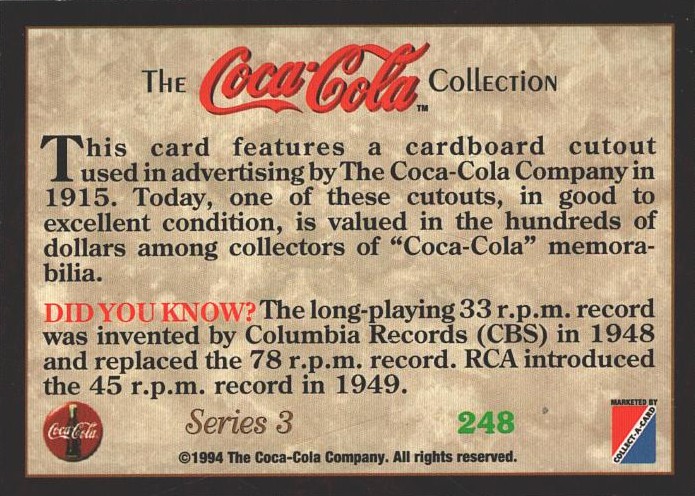 THE Coca-Cola™ COLLECTION
This card features a cardboard cutout
used in advertising by The Coca-Cola Company in
1915. Today, one of these cutouts, in good to
excellent condition, is valued in the hundreds of
dollars among collectors of “Coca-Cola” memora-
bilia.
DID YOU KNOW? The long-playing 33 r.p.m. record
was invented by Columbia Records (CBS) in 1948
and replaced the 78 r.p.m. record. RCA introduced
the 45 r.p.m. record in 1949.
Coca-Cola
Series 3
248
MARKETED BY
COLLECT-A-CARD
©1994 The Coca-Cola Company. All rights reserved.